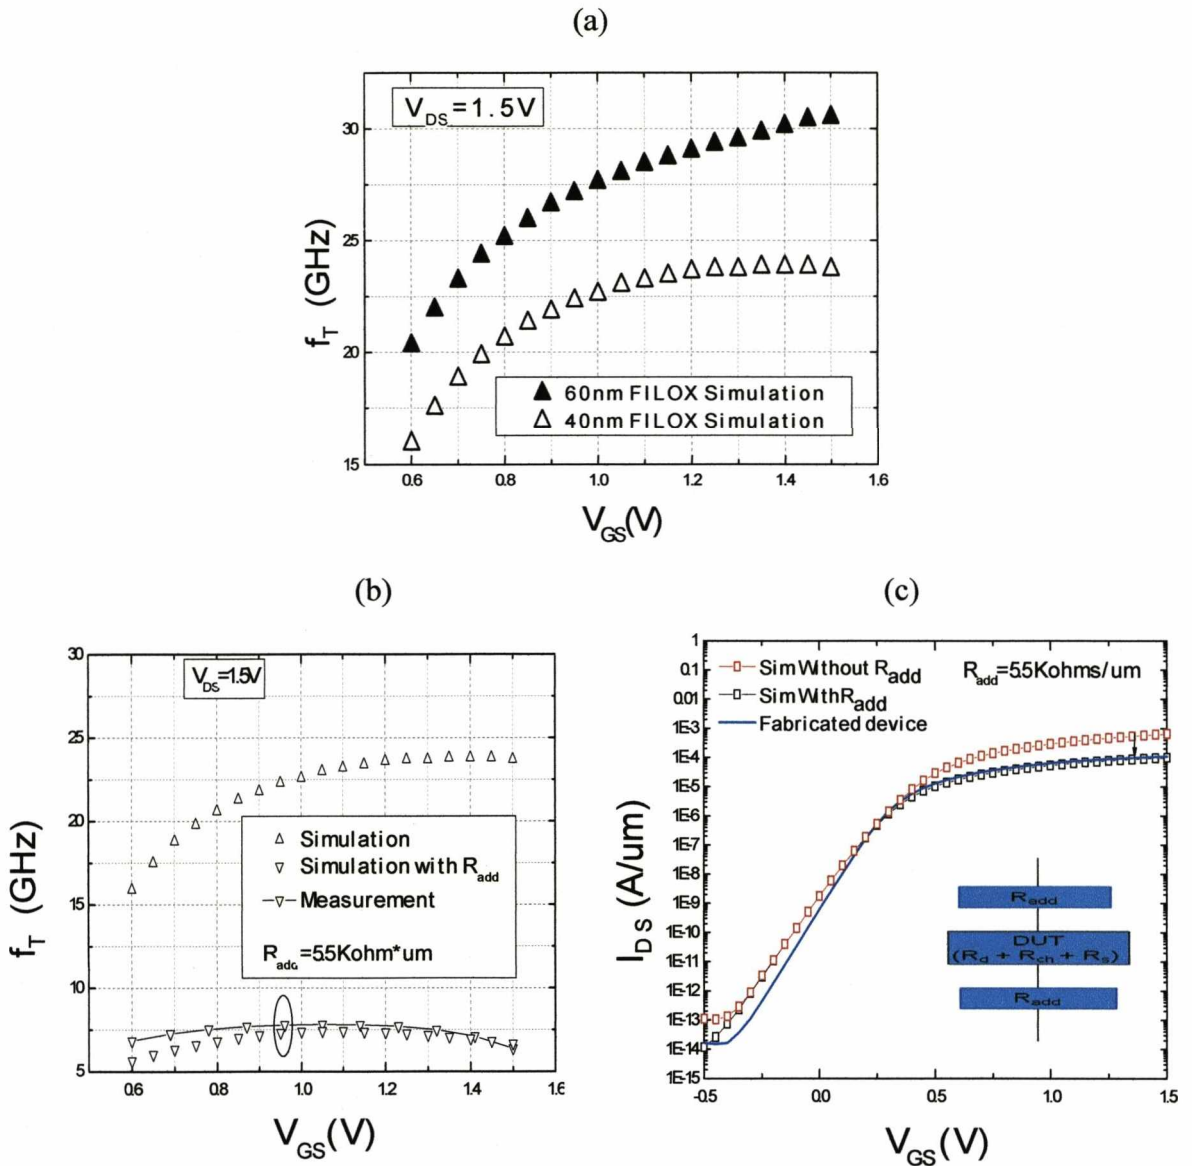 (a)
V_DS = 1.5V
30
25
20
15
f_T (GHz)
0.6 0.8 1.0 1.2 1.4 1.6
V_GS(V)
60nm FILOX Simulation
40nm FILOX Simulation
(b)
V_DS=1.5V
30
25
20
15
10
5
f_T (GHz)
Simulation
Simulation with R_add
Measurement
R_add=5.5Kohm*um
0.6 0.8 1.0 1.2 1.4 1.6
V_GS(V)
(c)
1
0.1
0.01
1E-3
1E-4
1E-5
1E-6
1E-7
1E-8
1E-9
1E-10
1E-11
1E-12
1E-13
1E-14
1E-15
I_DS (A/um)
Sim Without R_add
Sim With R_add
Fabricated device
R_add=5.5Kohms/um
R_add
DUT
(R_d + R_ch + R_s)
R_add
-0.5 0.0 0.5 1.0 1.5
V_GS(V)